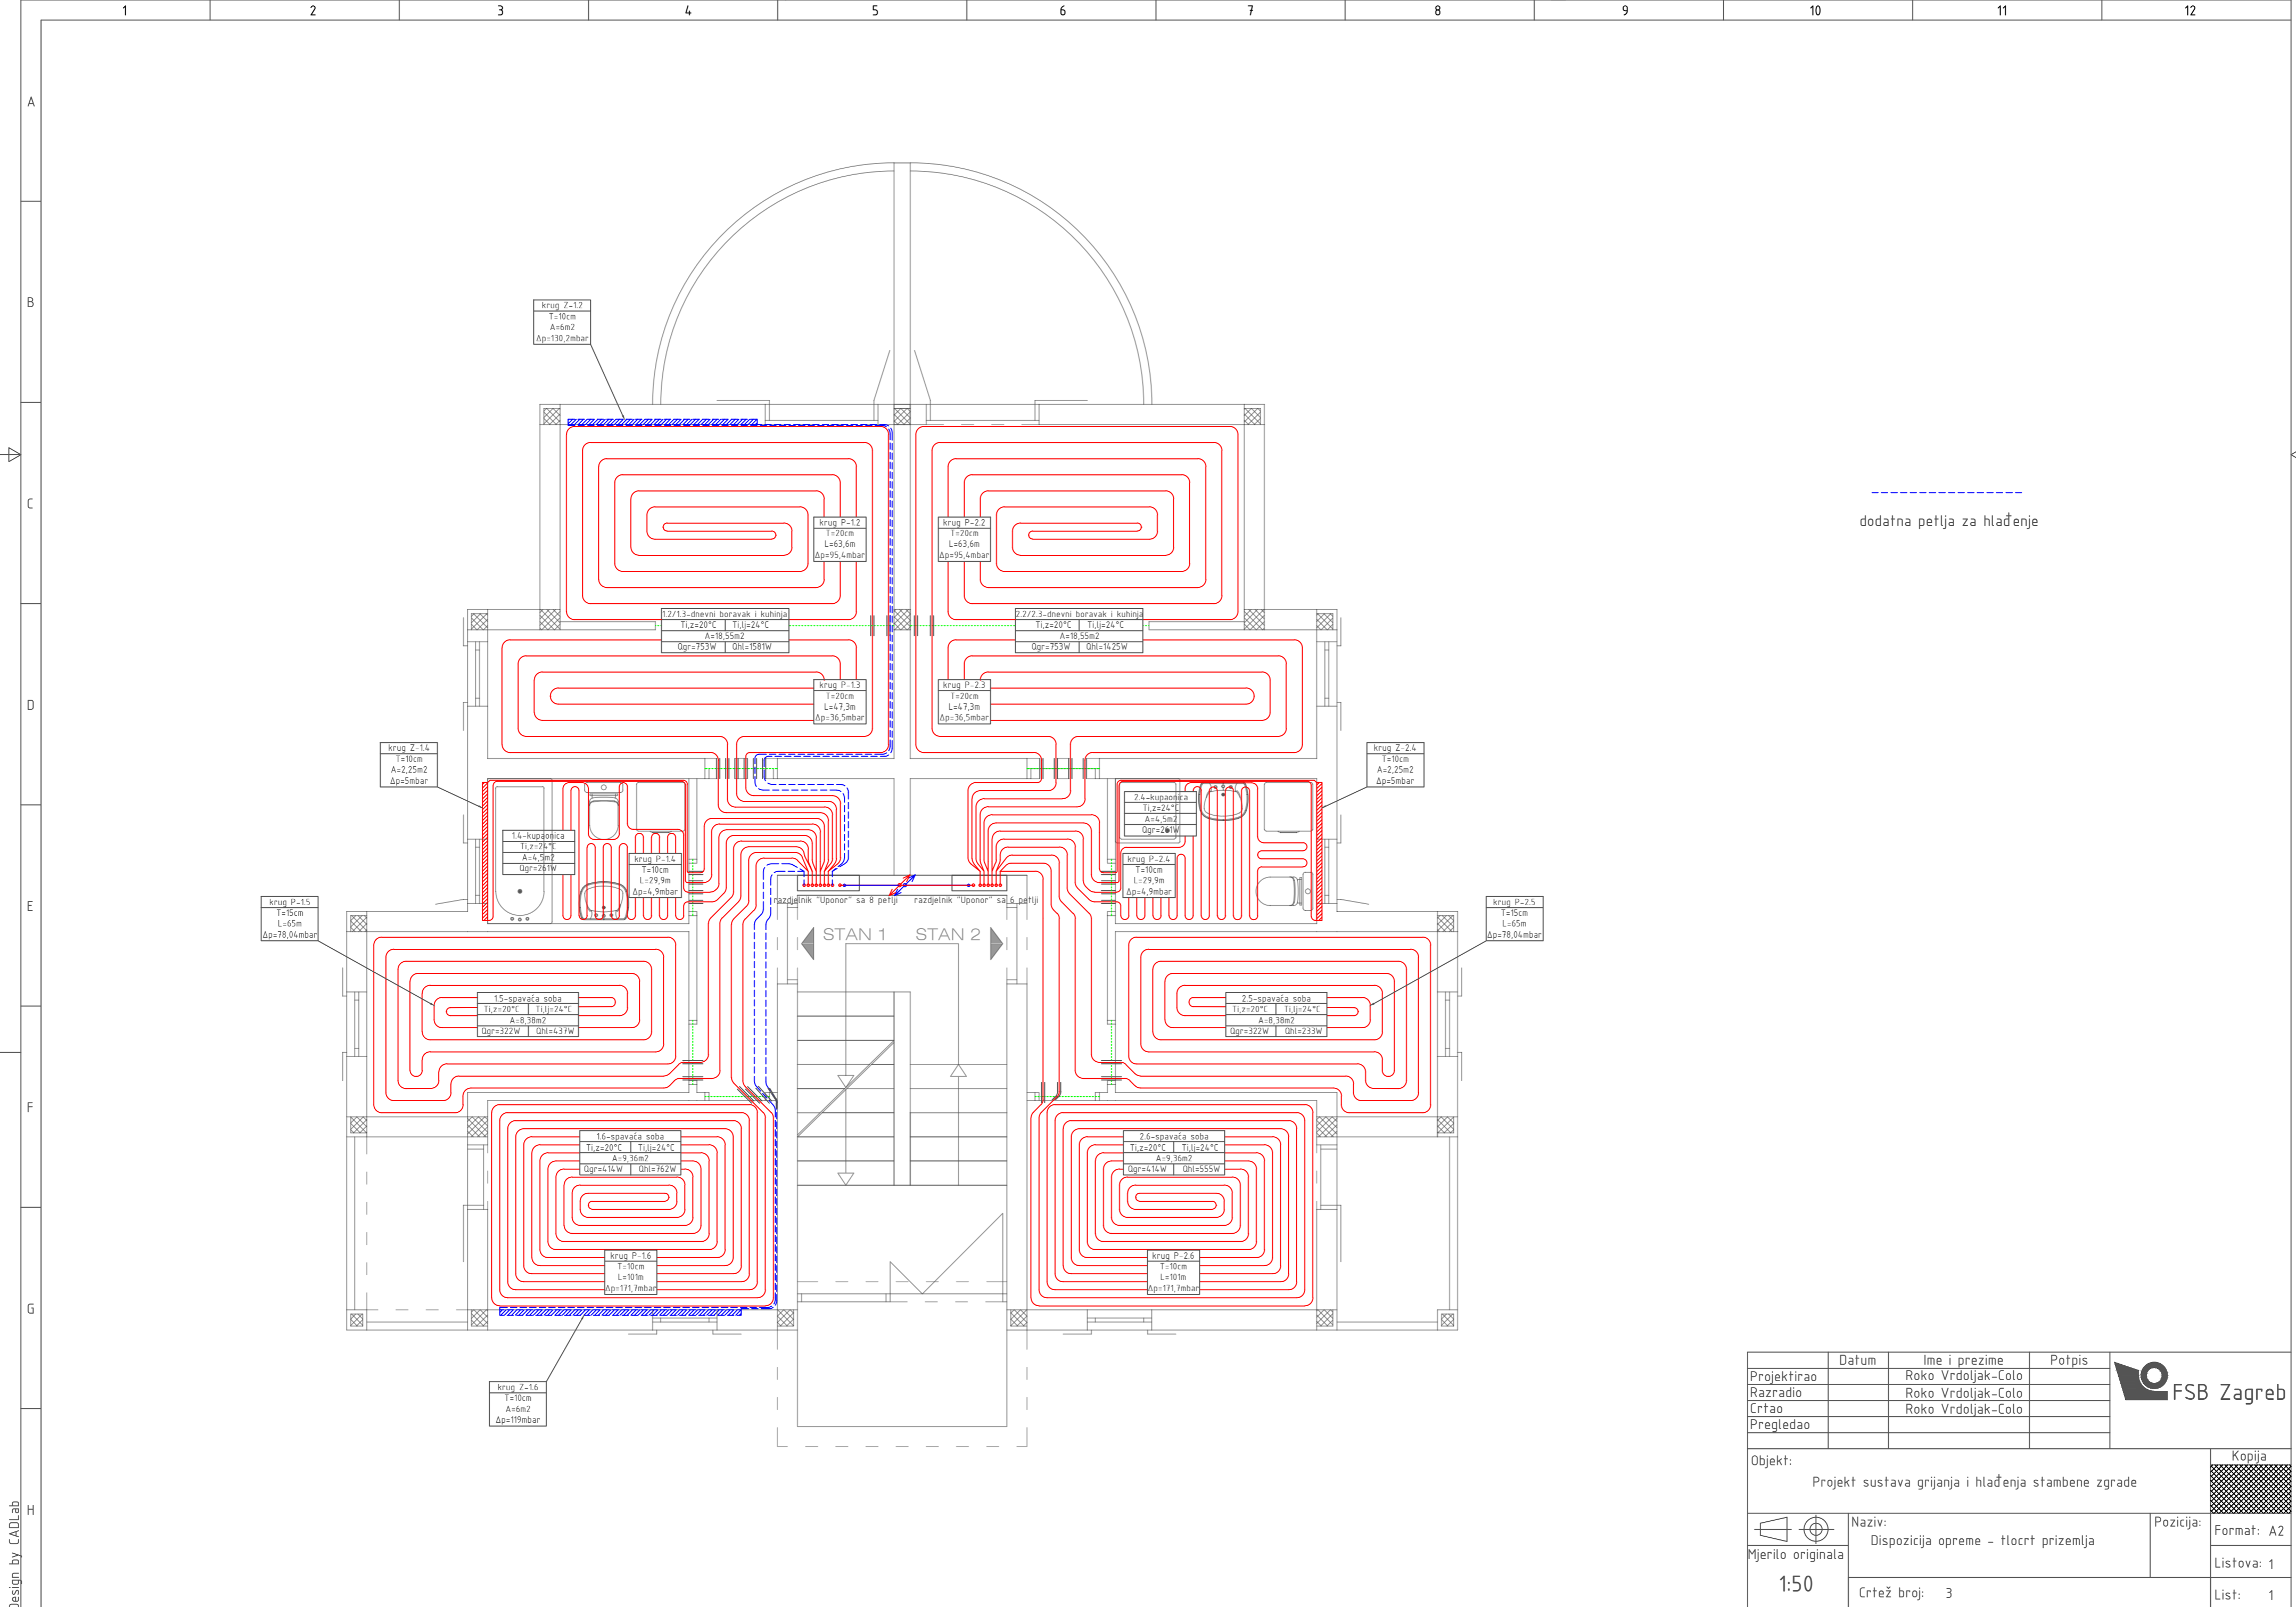 1 2 3 4 5 6 7 8 9 10 11 12
A
B
C
D
E
F
G
H
krug Z-1.2
T=10cm
A=6m2
Δp=130,2mbar
krug P-1.2
T=20cm
L=63,6m
Δp=95,4mbar
krug P-2.2
T=20cm
L=63,6m
Δp=95,4mbar
dodatna petlja za hlađenje
1.2/1.3-dnevni boravak i kuhinja
Ti,z=20°C Ti,lj=24°C
A=18,55m2
Qgr=753W Qhl=1581W
2.2/2.3-dnevni boravak i kuhinja
Ti,z=20°C Ti,lj=24°C
A=18,55m2
Qgr=753W Qhl=1425W
krug P-1.3
T=20cm
L=47,3m
Δp=36,5mbar
krug P-2.3
T=20cm
L=47,3m
Δp=36,5mbar
krug Z-1.4
T=10cm
A=2,25m2
Δp=5mbar
krug Z-2.4
T=10cm
A=2,25m2
Δp=5mbar
1.4-kupaonica
Ti,z=24°C
A=4,5m2
Qgr=261W
krug P-1.4
T=10cm
L=29,9m
Δp=4,9mbar
2.4-kupaonica
Ti,z=24°C
A=4,5m2
Qgr=261W
krug P-2.4
T=10cm
L=29,9m
Δp=4,9mbar
razdjelnik "Uponor" sa 8 petlji
razdjelnik "Uponor" sa 6 petlji
STAN 1 STAN 2
krug P-1.5
T=15cm
L=65m
Δp=78,04mbar
krug P-2.5
T=15cm
L=65m
Δp=78,04mbar
1.5-spavaća soba
Ti,z=20°C Ti,lj=24°C
A=8,38m2
Qgr=322W Qhl=437W
2.5-spavaća soba
Ti,z=20°C Ti,lj=24°C
A=8,38m2
Qgr=322W Qhl=233W
1.6-spavaća soba
Ti,z=20°C Ti,lj=24°C
A=9,36m2
Qgr=414W Qhl=762W
2.6-spavaća soba
Ti,z=20°C Ti,lj=24°C
A=9,36m2
Qgr=414W Qhl=555W
krug P-1.6
T=10cm
L=101m
Δp=171,7mbar
krug P-2.6
T=10cm
L=101m
Δp=171,7mbar
krug Z-1.6
T=10cm
A=6m2
Δp=119mbar
Datum Ime i prezime Potpis
Projektirao Roko Vrdoljak-Colo
Razradio Roko Vrdoljak-Colo
Crtao Roko Vrdoljak-Colo
Pregledao
FSB Zagreb
Objekt:
Projekt sustava grijanja i hlađenja stambene zgrade
Kopija
Naziv:
Dispozicija opreme - tlocrt prizemlja
Pozicija:
Format: A2
Mjerilo originala
1:50
Listova: 1
Crtež broj: 3
List: 1
Design by CADLab